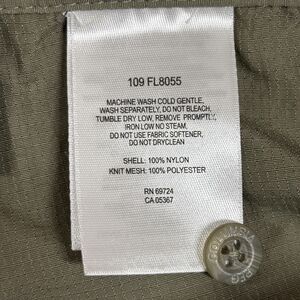 109 FL8055
MACHINE WASH COLD GENTLE,
WASH SEPARATELY, DO NOT BLEACH,
TUMBLE DRY LOW, REMOVE PROMPTLY,
IRON LOW NO STEAM,
DO NOT USE FABRIC SOFTENER,
DO NOT DRYCLEAN
SHELL: 100% NYLON
KNIT MESH: 100% POLYESTER
RN 69724
CA 05367